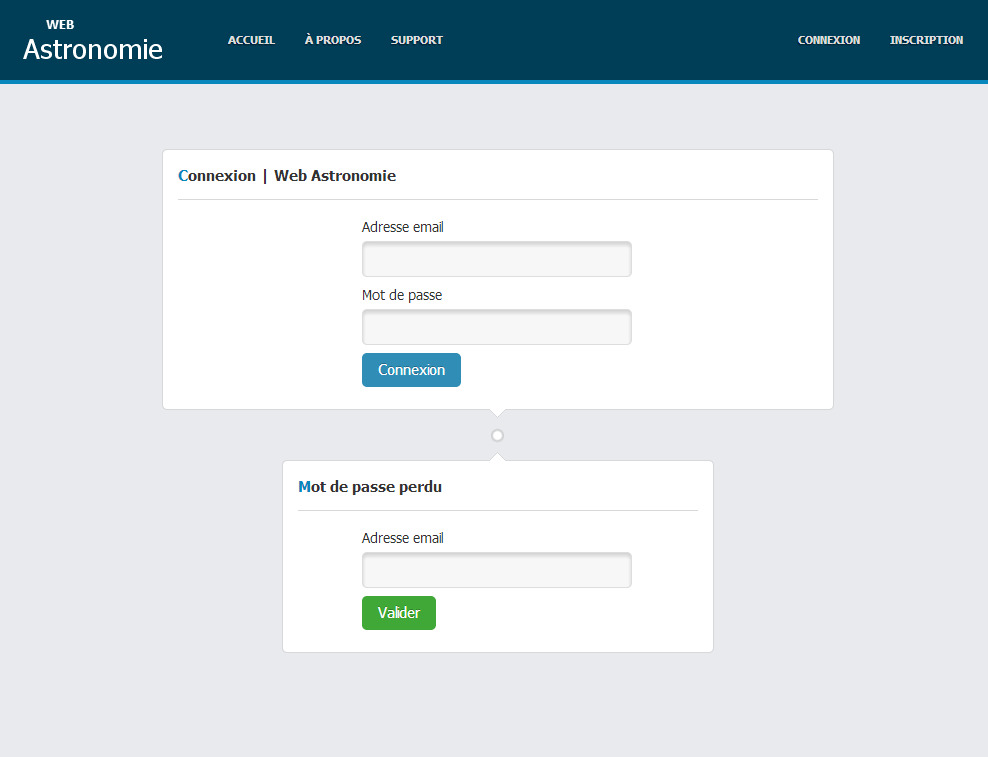 WEB
Astronomie
ACCUEIL À PROPOS SUPPORT CONNEXION INSCRIPTION
Connexion | Web Astronomie
Adresse email
Mot de passe
Connexion
Mot de passe perdu
Adresse email
Valider